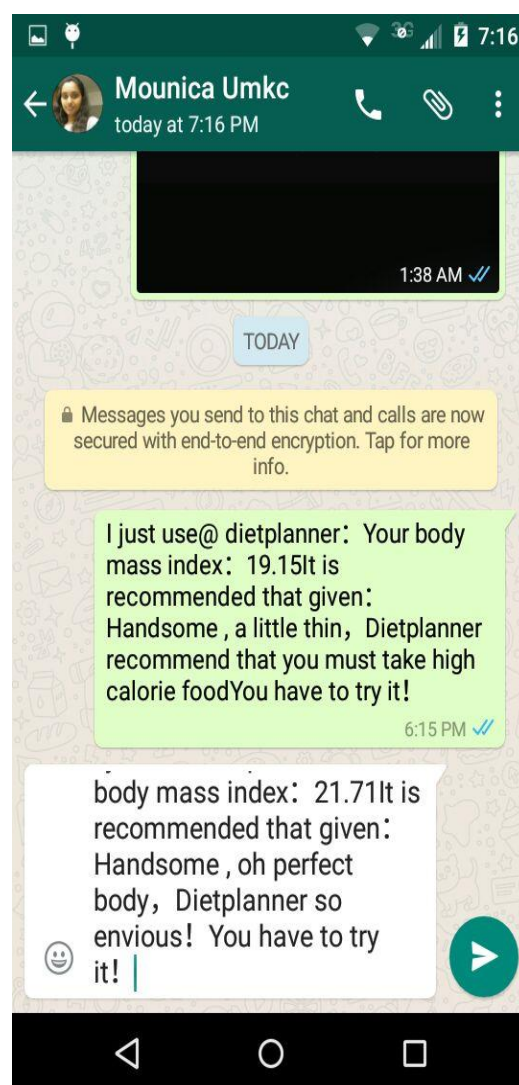 3G 7:16
Mounica Umkc
today at 7:16 PM
1:38 AM
TODAY
Messages you send to this chat and calls are now
secured with end-to-end encryption. Tap for more
info.
I just use@ dietplanner：Your body
mass index：19.15It is
recommended that given：
Handsome , a little thin，Dietplanner
recommend that you must take high
calorie foodYou have to try it！
6:15 PM
body mass index：21.71It is
recommended that given：
Handsome , oh perfect
body，Dietplanner so
envious！You have to try
it！